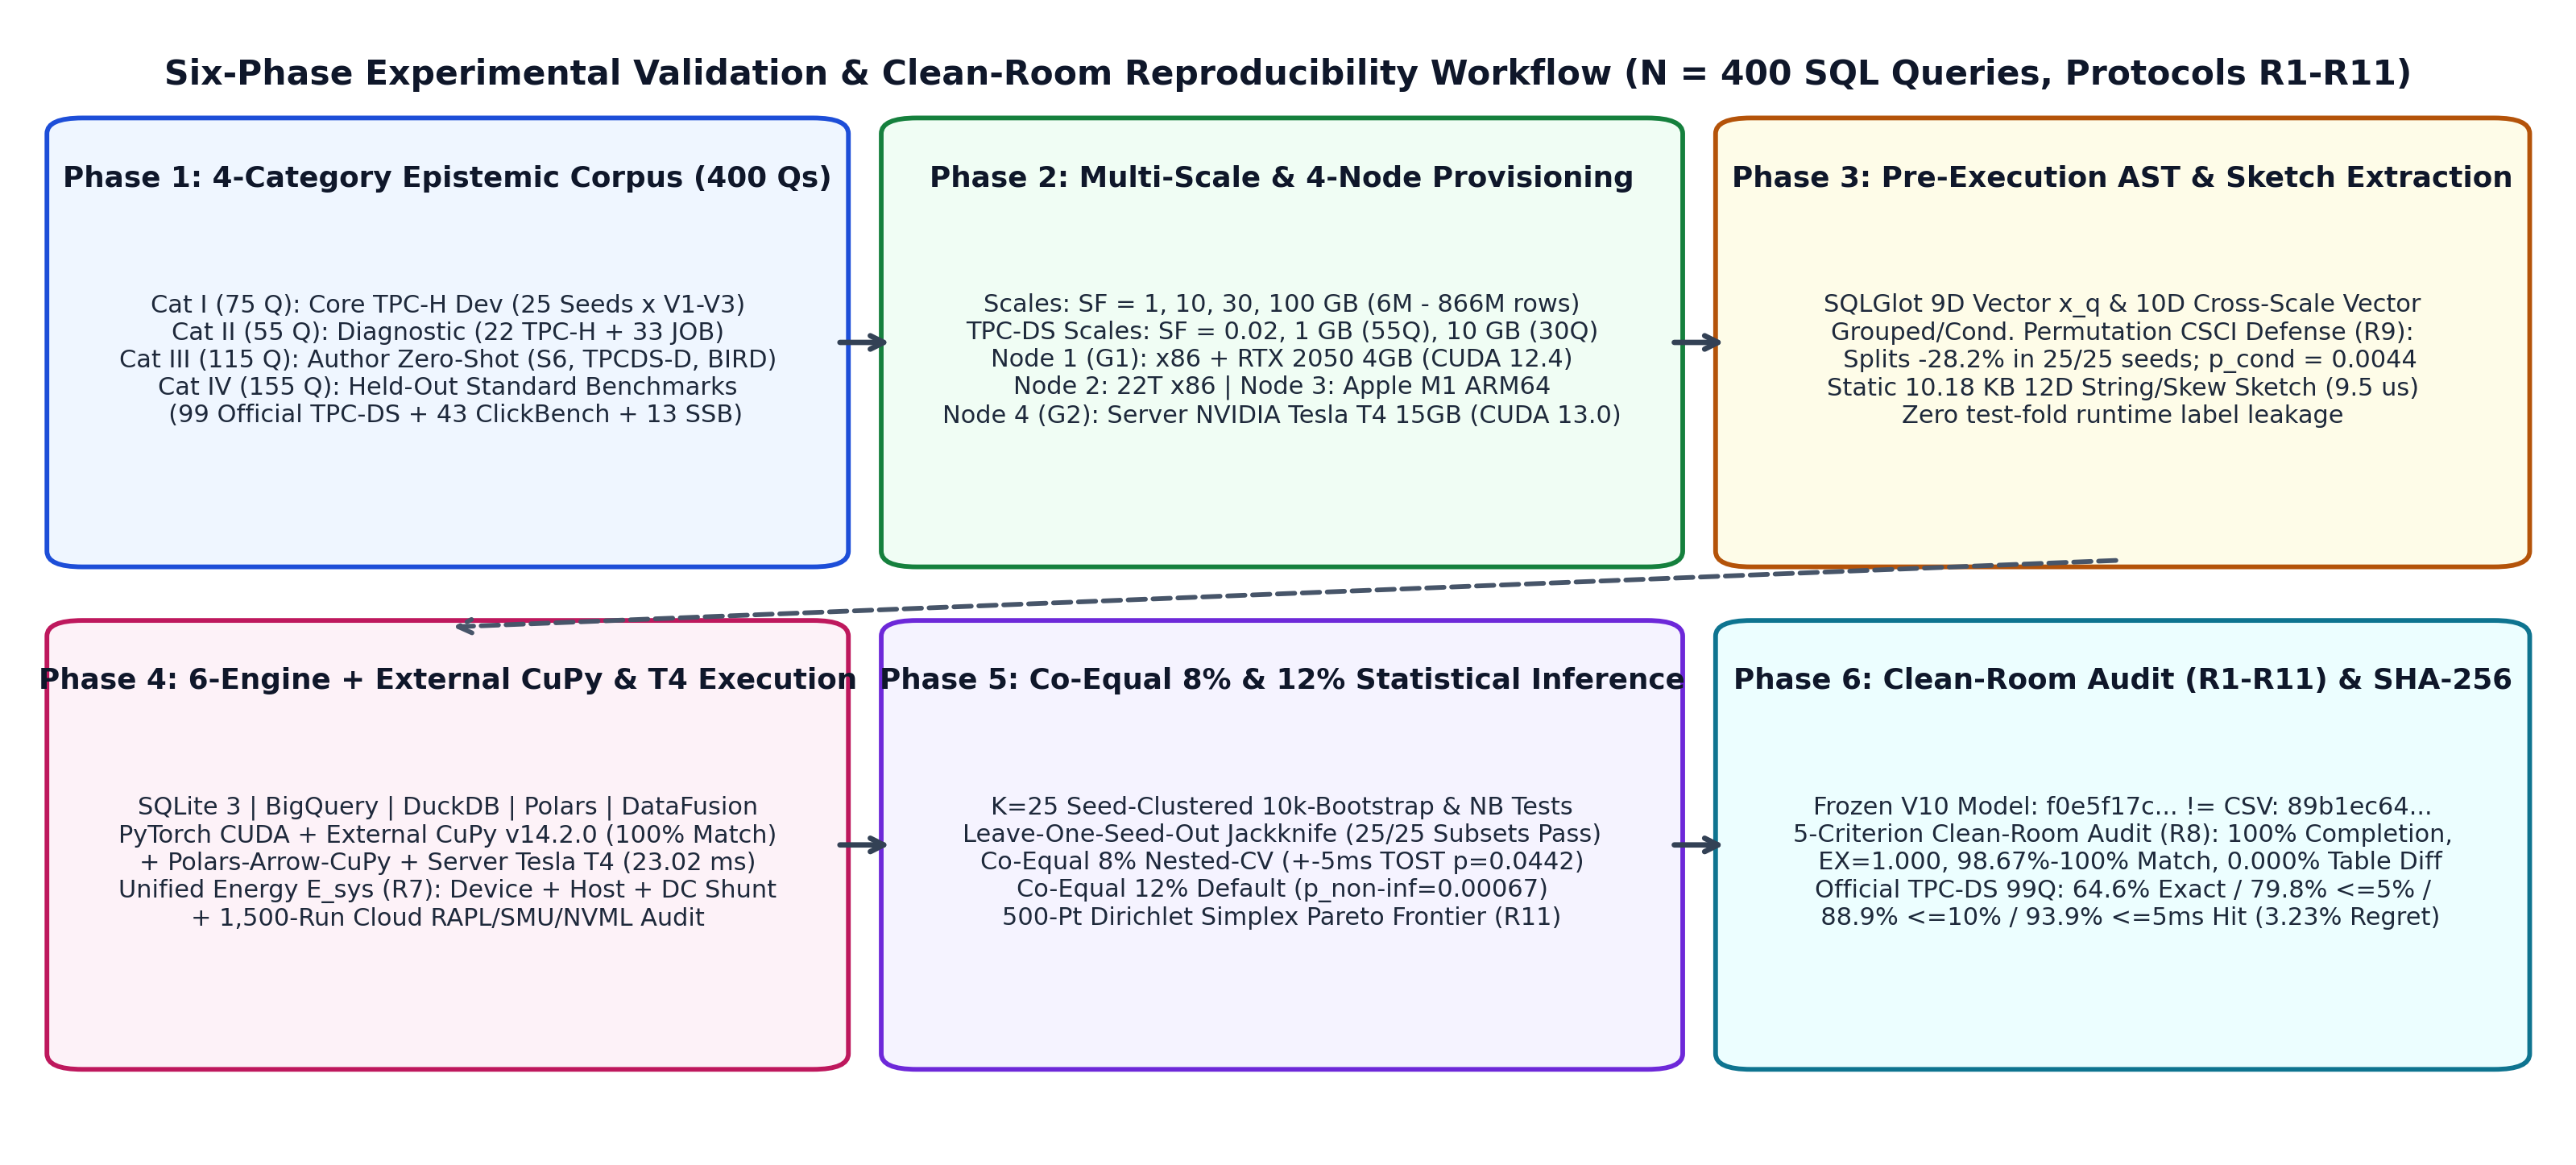 Six-Phase Experimental Validation & Clean-Room Reproducibility Workflow (N = 400 SQL Queries, Protocols R1-R11)
Phase 1: 4-Category Epistemic Corpus (400 Qs)
Cat I (75 Q): Core TPC-H Dev (25 Seeds x V1-V3)
Cat II (55 Q): Diagnostic (22 TPC-H + 33 JOB)
Cat III (115 Q): Author Zero-Shot (S6, TPCDS-D, BIRD)
Cat IV (155 Q): Held-Out Standard Benchmarks
(99 Official TPC-DS + 43 ClickBench + 13 SSB)
Phase 2: Multi-Scale & 4-Node Provisioning
Scales: SF = 1, 10, 30, 100 GB (6M - 866M rows)
TPC-DS Scales: SF = 0.02, 1 GB (55Q), 10 GB (30Q)
Node 1 (G1): x86 + RTX 2050 4GB (CUDA 12.4)
Node 2: 22T x86 | Node 3: Apple M1 ARM64
Node 4 (G2): Server NVIDIA Tesla T4 15GB (CUDA 13.0)
Phase 3: Pre-Execution AST & Sketch Extraction
SQLGlot 9D Vector x_q & 10D Cross-Scale Vector
Grouped/Cond. Permutation CSCI Defense (R9):
Splits -28.2% in 25/25 seeds; p_cond = 0.0044
Static 10.18 KB 12D String/Skew Sketch (9.5 us)
Zero test-fold runtime label leakage
Phase 4: 6-Engine + External CuPy & T4 Execution
SQLite 3 | BigQuery | DuckDB | Polars | DataFusion
PyTorch CUDA + External CuPy v14.2.0 (100% Match)
+ Polars-Arrow-CuPy + Server Tesla T4 (23.02 ms)
Unified Energy E_sys (R7): Device + Host + DC Shunt
+ 1,500-Run Cloud RAPL/SMU/NVML Audit
Phase 5: Co-Equal 8% & 12% Statistical Inference
K=25 Seed-Clustered 10k-Bootstrap & NB Tests
Leave-One-Seed-Out Jackknife (25/25 Subsets Pass)
Co-Equal 8% Nested-CV (+-5ms TOST p=0.0442)
Co-Equal 12% Default (p_non-inf=0.00067)
500-Pt Dirichlet Simplex Pareto Frontier (R11)
Phase 6: Clean-Room Audit (R1-R11) & SHA-256
Frozen V10 Model: f0e5f17c... != CSV: 89b1ec64...
5-Criterion Clean-Room Audit (R8): 100% Completion,
EX=1.000, 98.67%-100% Match, 0.000% Table Diff
Official TPC-DS 99Q: 64.6% Exact / 79.8% <=5% /
88.9% <=10% / 93.9% <=5ms Hit (3.23% Regret)